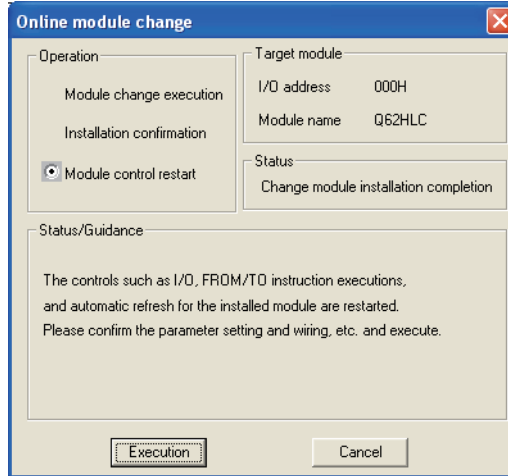 Online module change
Operation
Module change execution
Installation confirmation
Module control restart
Target module
I/O address 000H
Module name Q62HLC
Status
Change module installation completion
Status/Guidance
The controls such as I/O, FROM/TO instruction executions,
and automatic refresh for the installed module are restarted.
Please confirm the parameter setting and wiring, etc. and execute.
Execution
Cancel